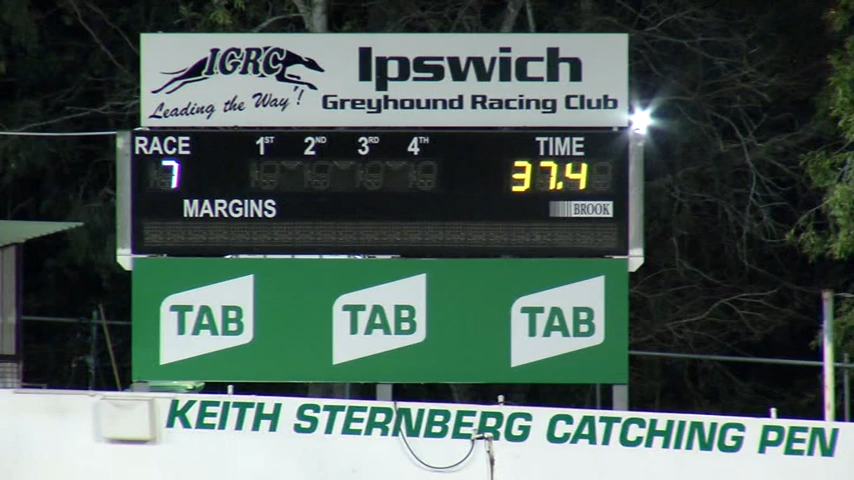 IGRC
Leading the Way!
Ipswich
Greyhound Racing Club
RACE 1ST 2ND 3RD 4TH TIME
7 37.4
MARGINS BROOK
TAB TAB TAB
KEITH STERNBERG CATCHING PEN